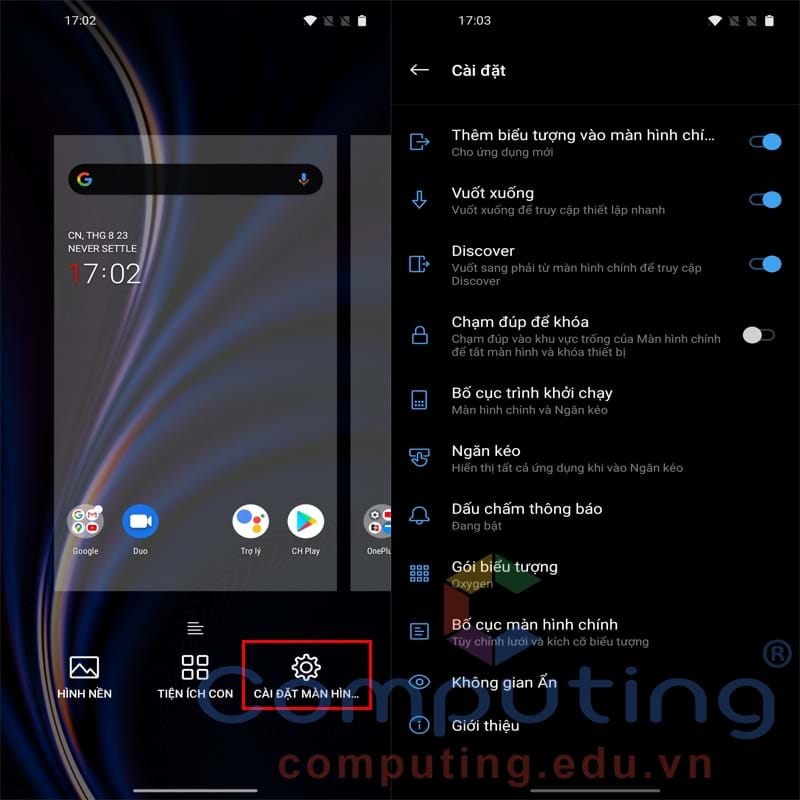 17:02
CN, THG 8 23
NEVER SETTLE
17:02
Google
Duo
Trợ lý
CH Play
OnePlu
HÌNH NỀN
TIỆN ÍCH CON
CÀI ĐẶT MÀN HÌN...
17:03
Cài đặt
Thêm biểu tượng vào màn hình chí...
Cho ứng dụng mới
Vuốt xuống
Vuốt xuống để truy cập thiết lập nhanh
Discover
Vuốt sang phải từ màn hình chính để truy cập
Discover
Chạm đúp để khóa
Chạm đúp vào khu vực trống của Màn hình chính
để tắt màn hình và khóa thiết bị
Bố cục trình khởi chạy
Màn hình chính và Ngăn kéo
Ngăn kéo
Hiển thị tất cả ứng dụng khi vào Ngăn kéo
Dấu chấm thông báo
Đang bật
Gói biểu tượng
Oxygen
Bố cục màn hình chính
Tùy chỉnh lưới và kích cỡ biểu tượng
Không gian Ẩn
Giới thiệu
Computing ®
computing.edu.vn